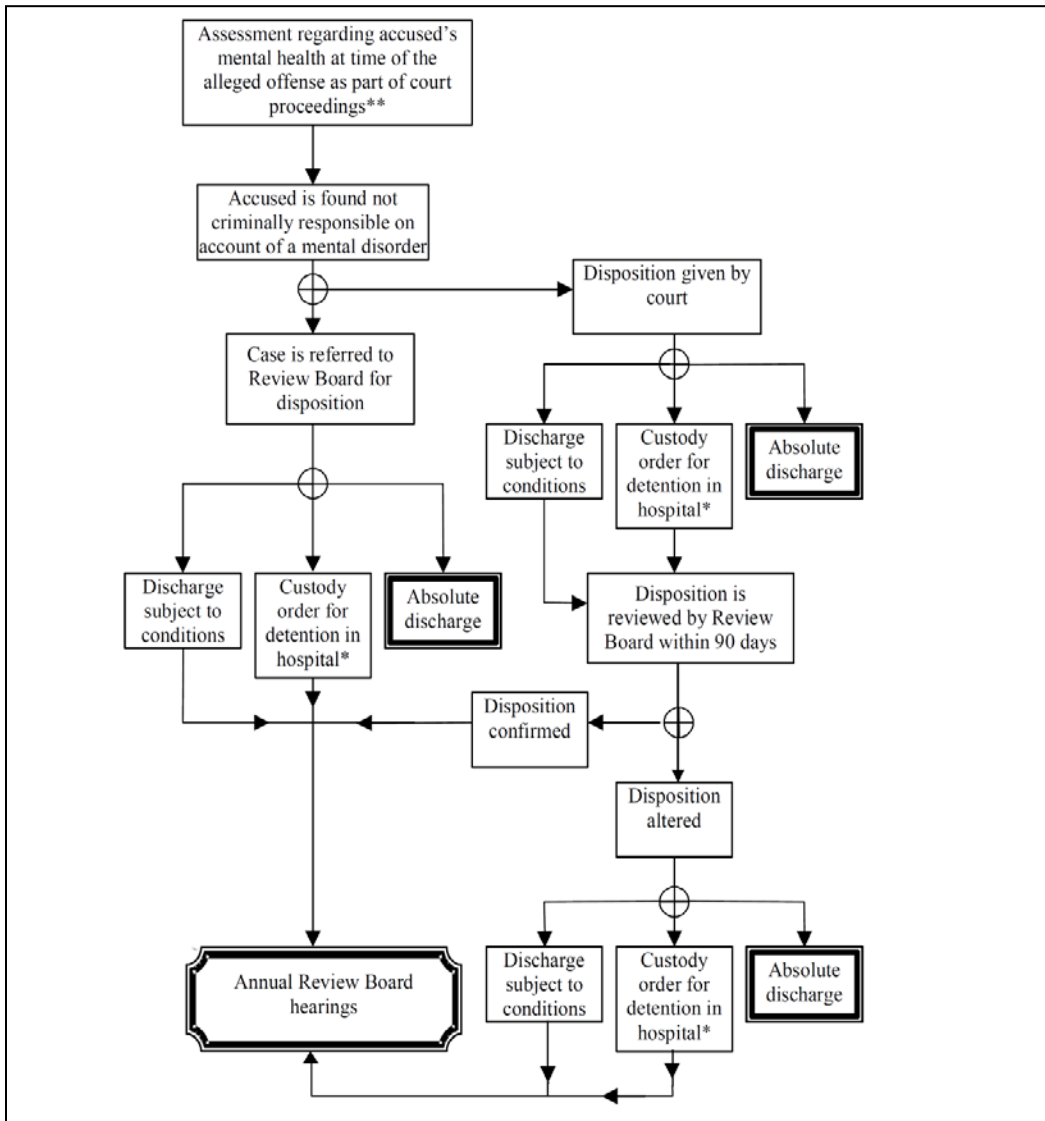 Assessment regarding accused’s
mental health at time of the
alleged offense as part of court
proceedings**
Accused is found not
criminally responsible on
account of a mental disorder
Disposition given by
court
Case is referred to
Review Board for
disposition
Discharge
subject to
conditions
Custody
order for
detention in
hospital*
Absolute
discharge
Discharge
subject to
conditions
Custody
order for
detention in
hospital*
Absolute
discharge
Disposition is
reviewed by Review
Board within 90 days
Disposition
confirmed
Disposition
altered
Annual Review Board
hearings
Discharge
subject to
conditions
Custody
order for
detention in
hospital*
Absolute
discharge